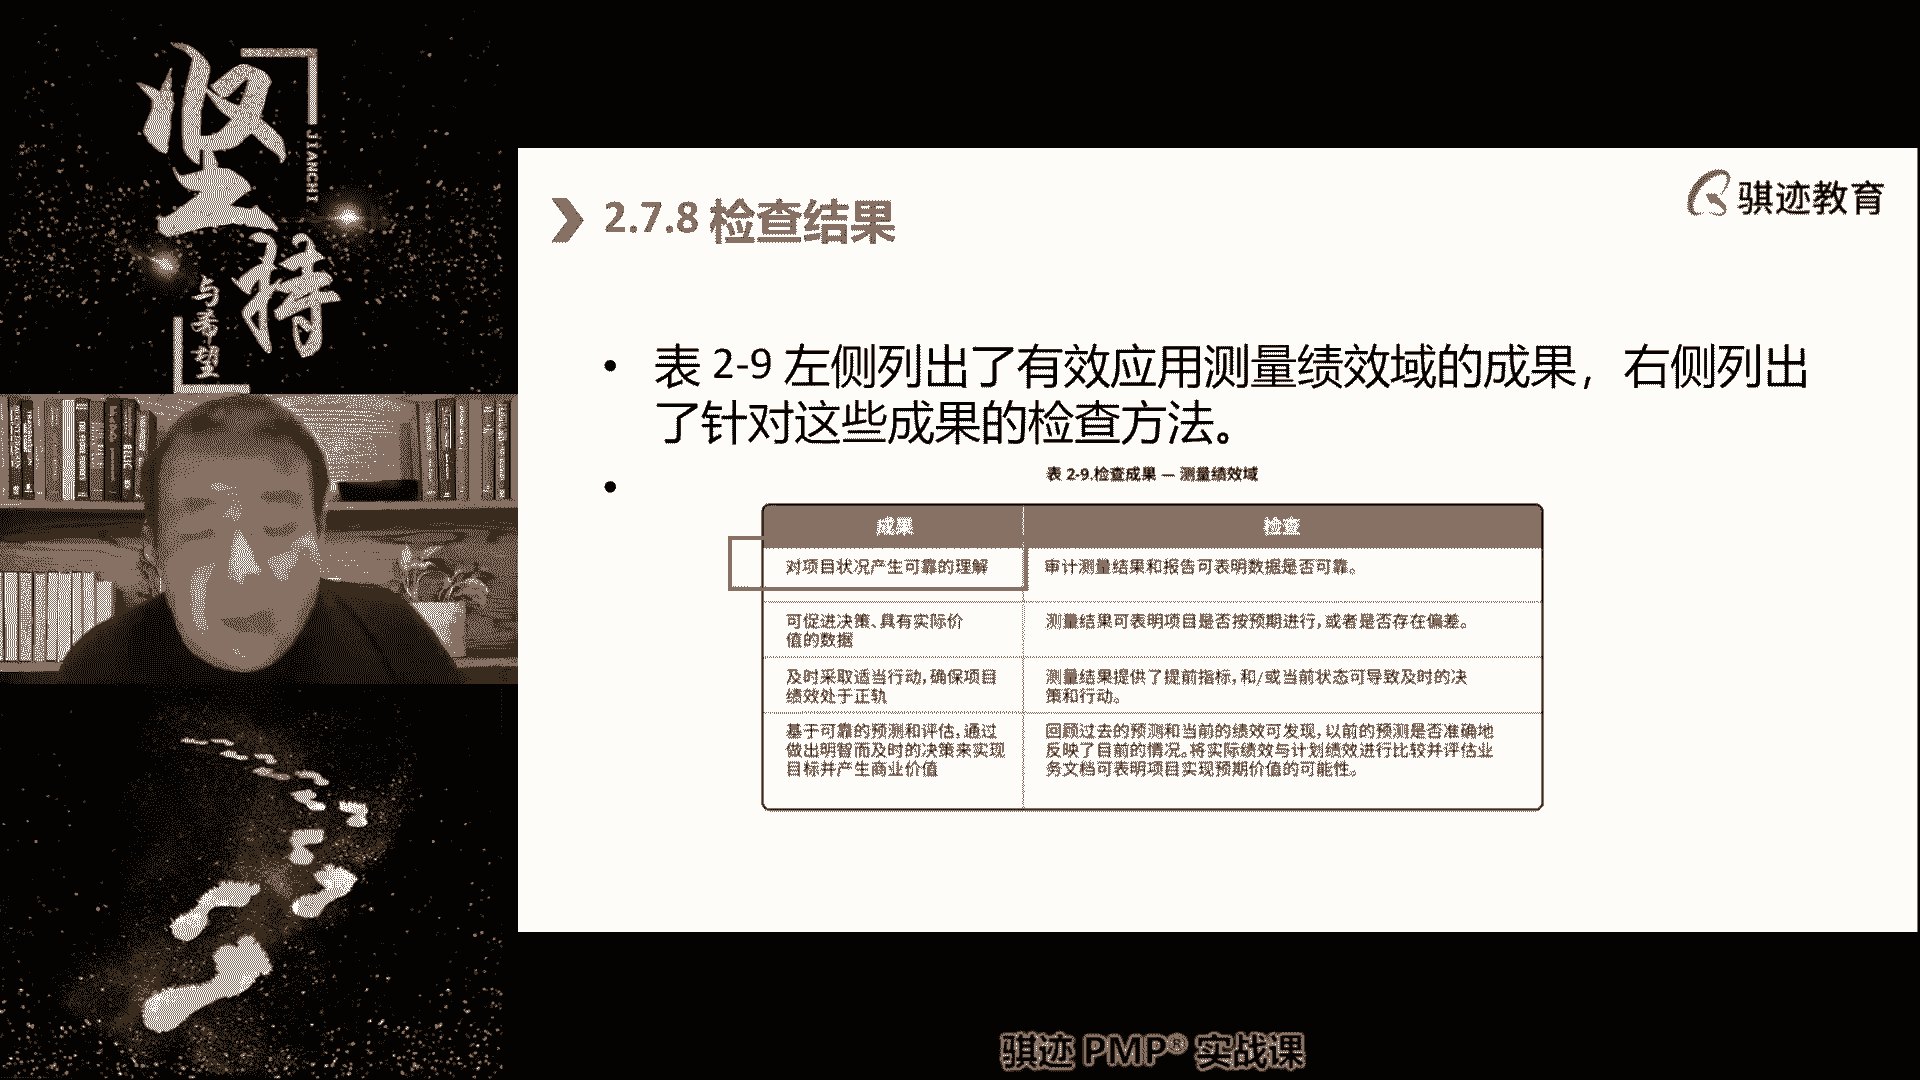 坚
持
JIANCHI
与
希
望
2.7.8 检查结果
骐迹教育
• 表 2-9 左侧列出了有效应用测量绩效域的成果，右侧列出
了针对这些成果的检查方法。
•
表 2-9.检查成果 — 测量绩效域
成果
检查
对项目状况产生可靠的理解
审计测量结果和报告可表明数据是否可靠。
可促进决策、具有实际价
值的数据
测量结果可表明项目是否按预期进行，或者是否存在偏差。
及时采取适当行动，确保项目
绩效处于正轨
测量结果提供了提前指标，和/或当前状态可导致及时的决
策和行动。
基于可靠的预测和评估，通过
做出明智而及时的决策来实现
目标并产生商业价值
回顾过去的预测和当前的绩效可发现，以前的预测是否准确地
反映了目前的情况。将实际绩效与计划绩效进行比较并评估业
务文档可表明项目实现预期价值的可能性。
骐迹 PMP® 实战课